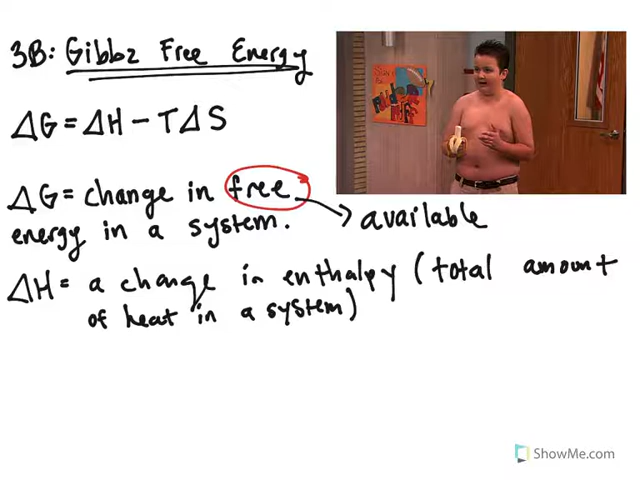 3B: Gibbz Free Energy
ΔG = ΔH - TΔS
ΔG = change in free
energy in a system.
available
ΔH = a change in enthalpy (total amount
of heat in a system)
ShowMe.com